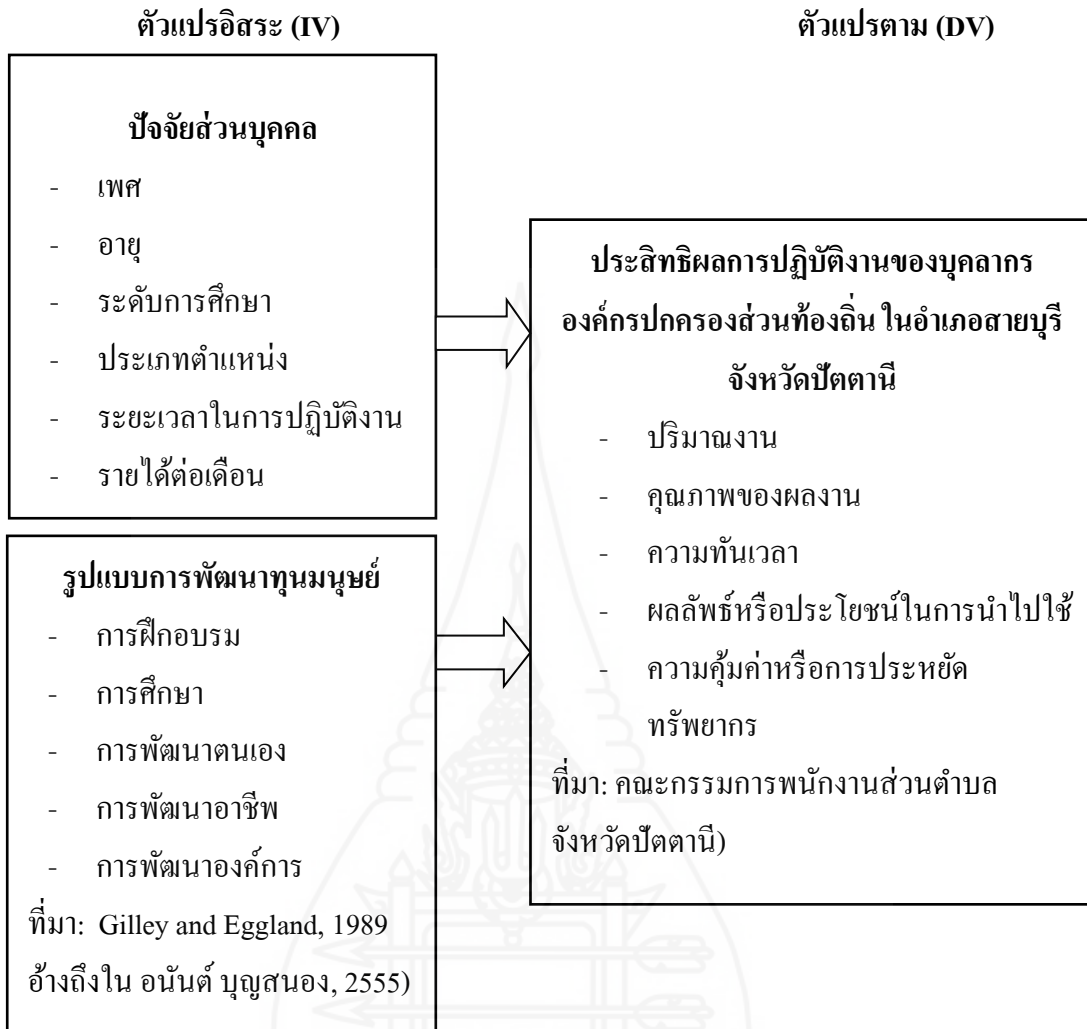 ตัวแปรอิสระ (IV)
ตัวแปรตาม (DV)
ปัจจัยส่วนบุคคล
- เพศ
- อายุ
- ระดับการศึกษา
- ประเภทตำแหน่ง
- ระยะเวลาในการปฏิบัติงาน
- รายได้ต่อเดือน
รูปแบบการพัฒนาทุนมนุษย์
- การฝึกอบรม
- การศึกษา
- การพัฒนาตนเอง
- การพัฒนาอาชีพ
- การพัฒนาองค์การ
ที่มา: Gilley and Eggland, 1989
อ้างถึงใน อนันต์ บุญสนอง, 2555)
ประสิทธิผลการปฏิบัติงานของบุคลากร
องค์กรปกครองส่วนท้องถิ่น ในอำเภอสายบุรี
จังหวัดปัตตานี
- ปริมาณงาน
- คุณภาพของผลงาน
- ความทันเวลา
- ผลลัพธ์หรือประโยชน์ในการนำไปใช้
- ความคุ้มค่าหรือการประหยัด
ทรัพยากร
ที่มา: คณะกรรมการพนักงานส่วนตำบล
จังหวัดปัตตานี)